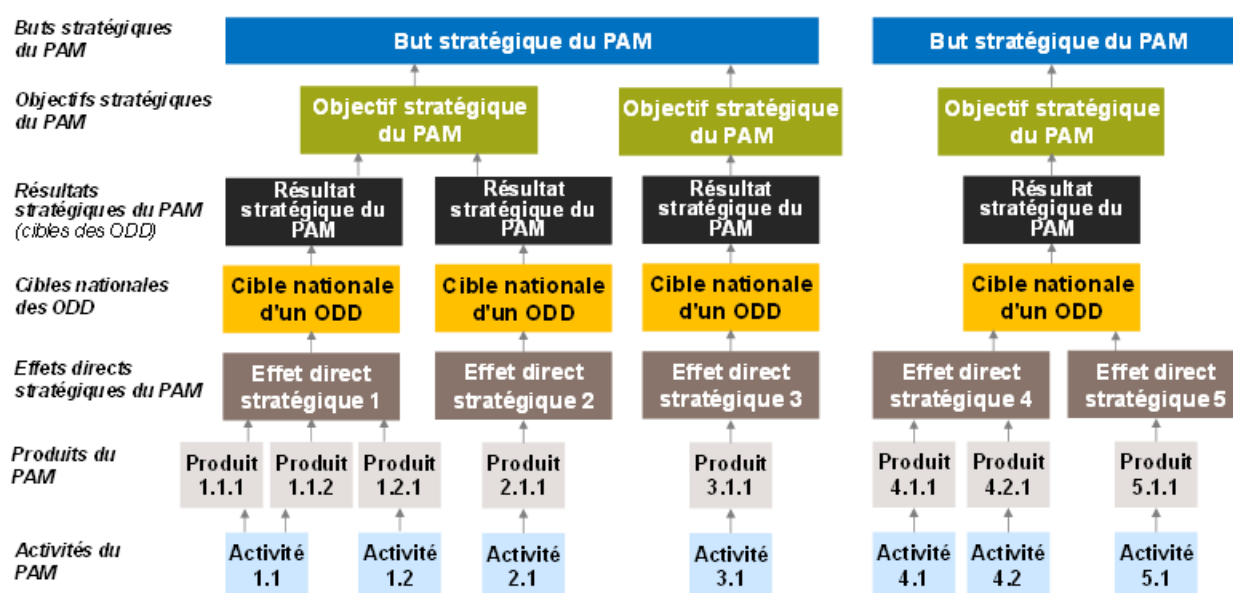 Buts stratégiques
du PAM
But stratégique du PAM
But stratégique du PAM
Objectifs stratégiques
du PAM
Objectif stratégique
du PAM
Objectif stratégique
du PAM
Objectif stratégique
du PAM
Résultats
stratégiques du PAM
(cibles des ODD)
Résultat
stratégique du
PAM
Résultat
stratégique du
PAM
Résultat
stratégique du
PAM
Résultat
stratégique du
PAM
Cibles nationales
des ODD
Cible nationale
d'un ODD
Cible nationale
d'un ODD
Cible nationale
d'un ODD
Cible nationale
d'un ODD
Effets directs
stratégiques du PAM
Effet direct
stratégique 1
Effet direct
stratégique 2
Effet direct
stratégique 3
Effet direct
stratégique 4
Effet direct
stratégique 5
Produits du
PAM
Produit
1.1.1
Produit
1.1.2
Produit
1.2.1
Produit
2.1.1
Produit
3.1.1
Produit
4.1.1
Produit
4.2.1
Produit
5.1.1
Activités du
PAM
Activité
1.1
Activité
1.2
Activité
2.1
Activité
3.1
Activité
4.1
Activité
4.2
Activité
5.1